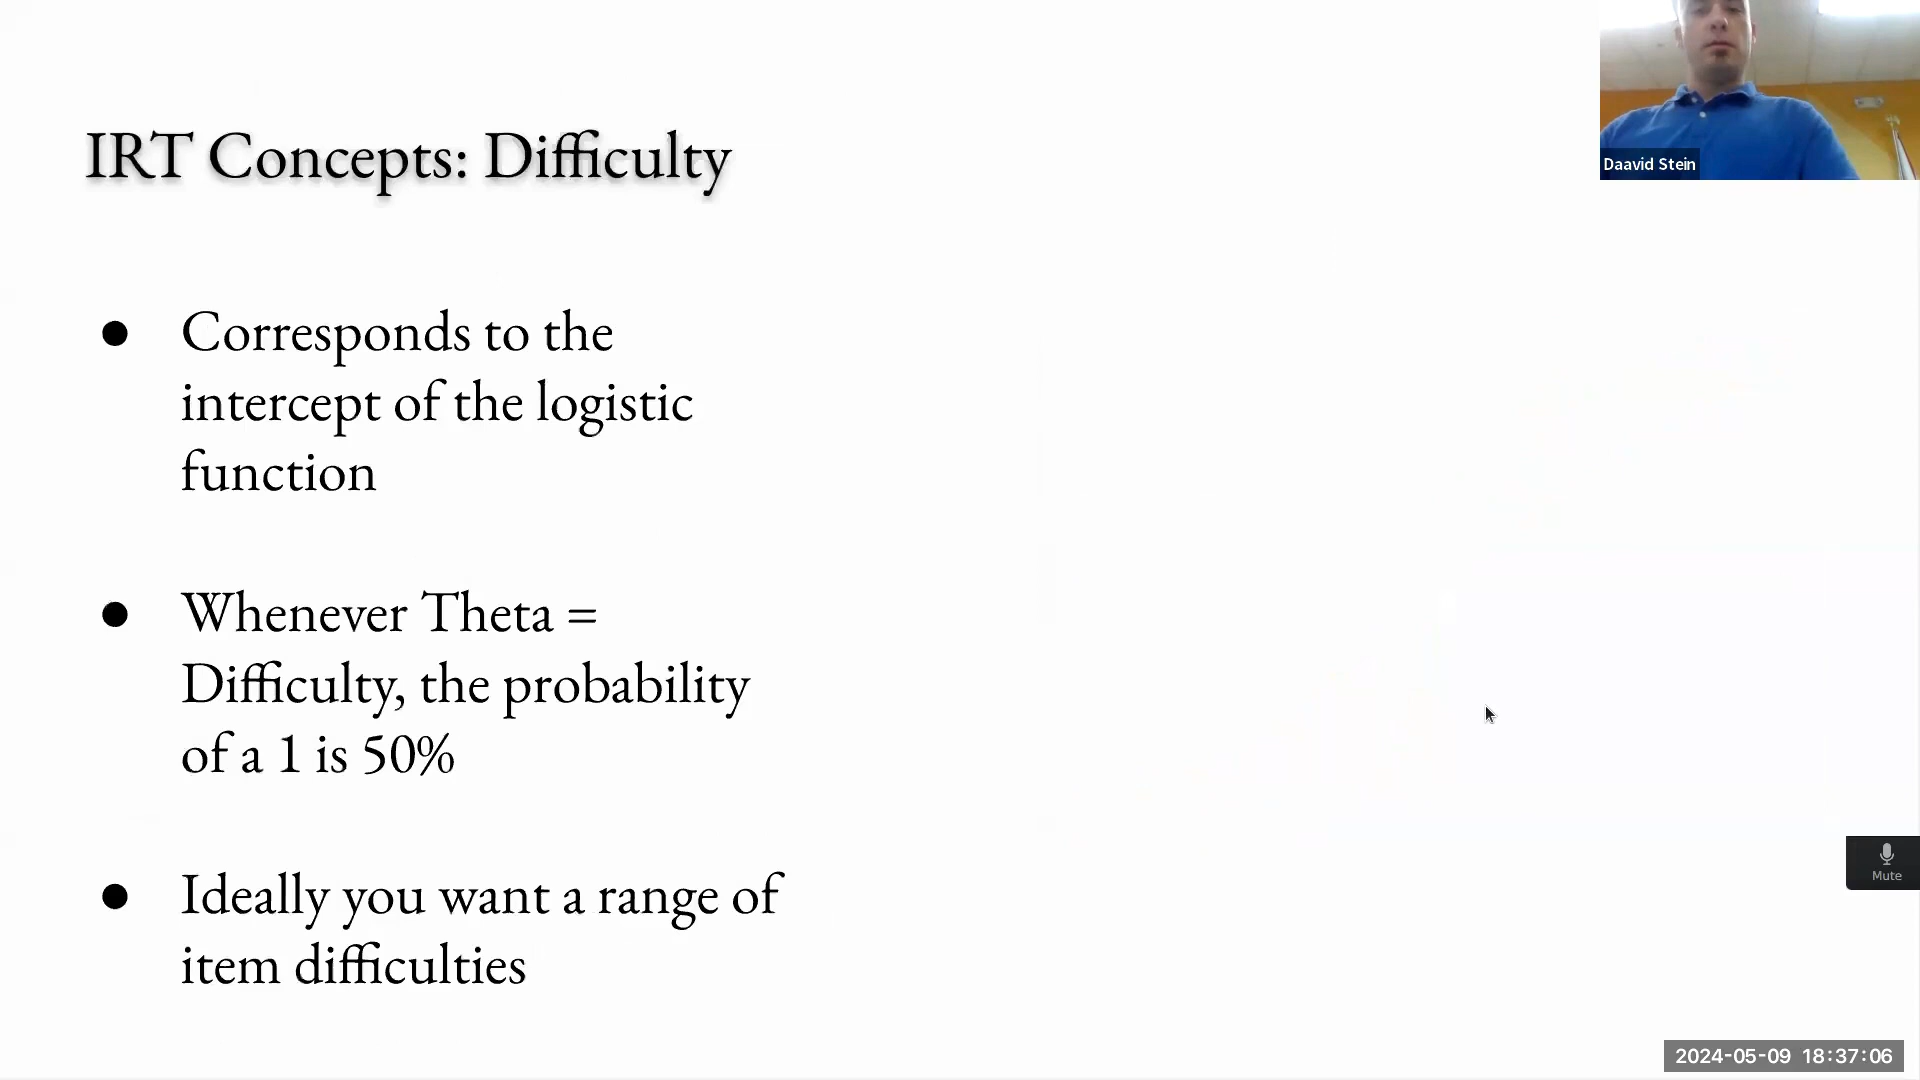 IRT Concepts: Difficulty
Daavid Stein
● Corresponds to the
intercept of the logistic
function
● Whenever Theta =
Difficulty, the probability
of a 1 is 50%
● Ideally you want a range of
item difficulties
Mute
2024-05-09 18:37:06